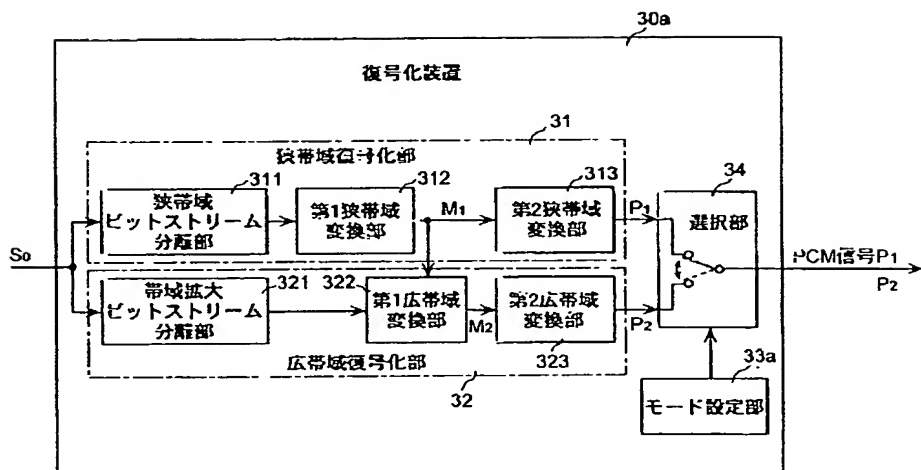 30a
復号化装置
31
狭帯域復号化部
311
312
313
34
狭帯域
ビットストリーム
分離部
第1狭帯域
変換部
M1
第2狭帯域
変換部
P1
選択部
S0
PCM信号P1
P2
帯域拡大
ビットストリーム
分離部
321
322
第1広帯域
変換部
M2
第2広帯域
変換部
P2
323
広帯域復号化部
32
33a
モード設定部